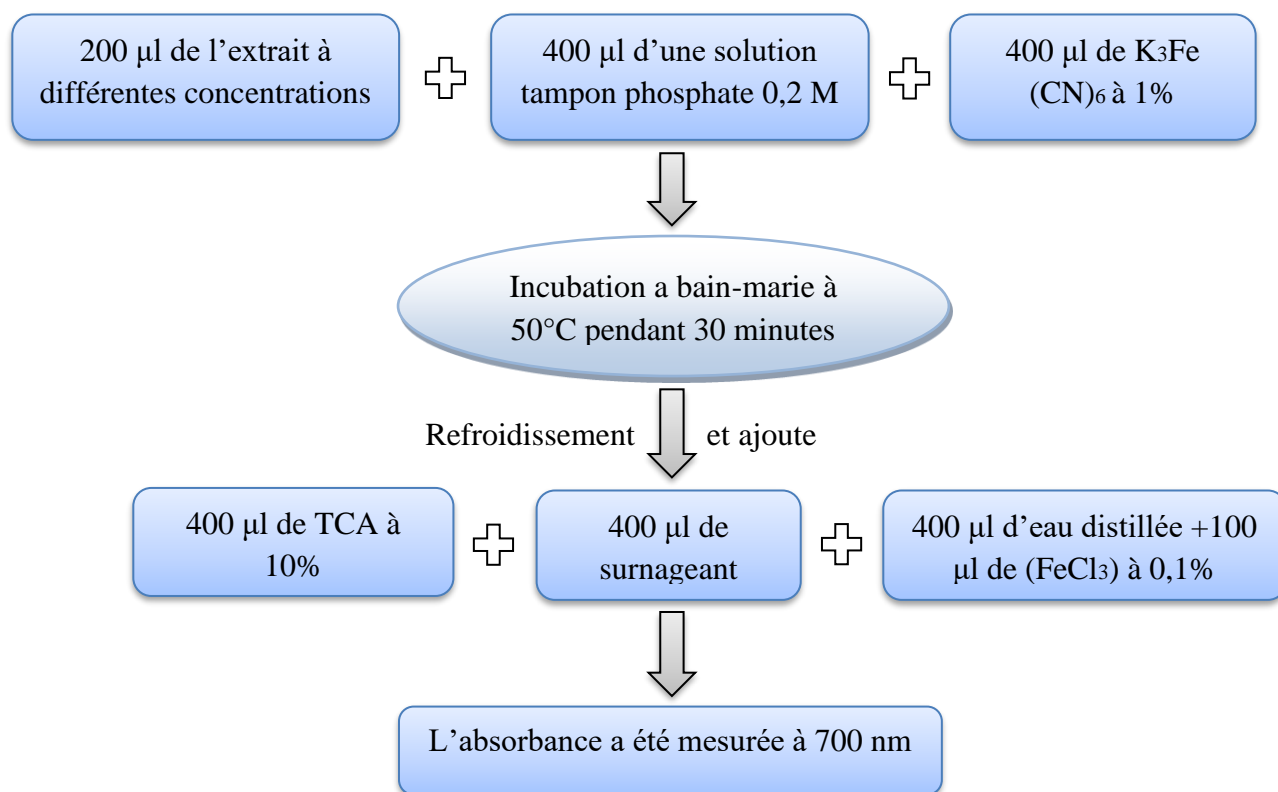 200 µl de l’extrait à
différentes concentrations
400 µl d’une solution
tampon phosphate 0,2 M
400 µl de K₃Fe
(CN)₆ à 1%
Incubation a bain-marie à
50°C pendant 30 minutes
Refroidissement et ajoute
400 µl de TCA à
10%
400 µl de
surnageant
400 µl d’eau distillée +100
µl de (FeCl₃) à 0,1%
L’absorbance a été mesurée à 700 nm